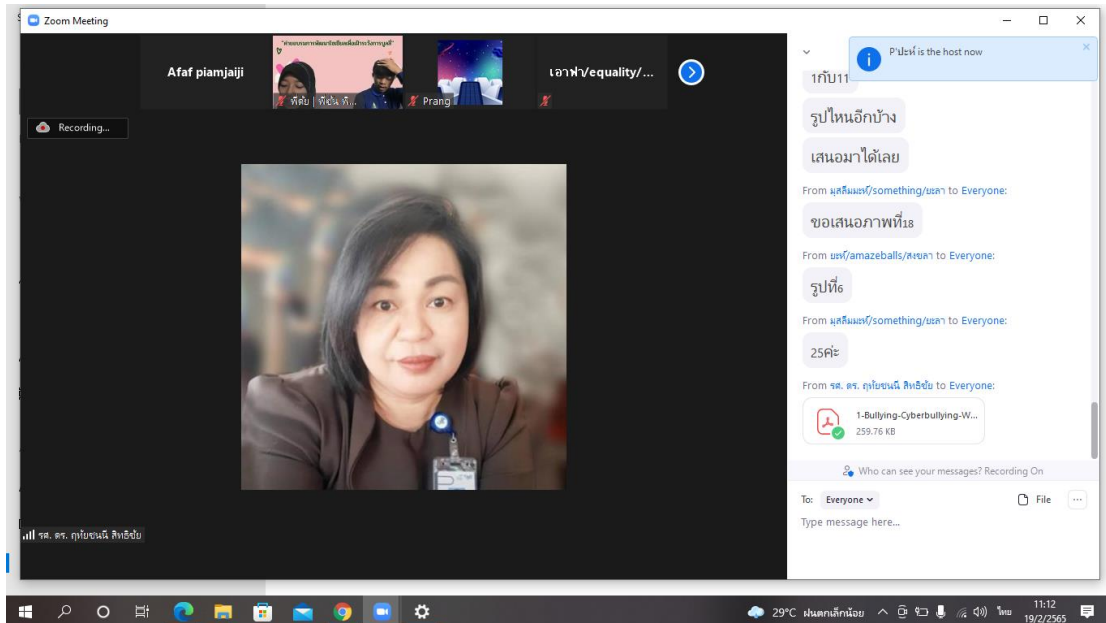 Zoom Meeting
Afaf piamjaiji
พีดัย | พีซัน พี...
Prang
เอาฟา/equality/...
Recording...
P'ปะห์ is the host now
1กับ11
รูปไหนอีกบ้าง
เสนอมาได้เลย
From มุสลีมมะห์/something/ยะลา to Everyone:
ขอเสนอภาพที่18
From ยะห์/amazeballs/สงขลา to Everyone:
รูปที่6
From มุสลีมมะห์/something/ยะลา to Everyone:
25ค่ะ
From รศ. ดร. ฤทัยชนนี สิทธิชัย to Everyone:
1-Bullying-Cyberbullying-W...
259.76 KB
Who can see your messages? Recording On
To: Everyone
File
Type message here...
รศ. ดร. ฤทัยชนนี สิทธิชัย
29°C ฝนตกเล็กน้อย
ไทย
11:12
19/2/2565